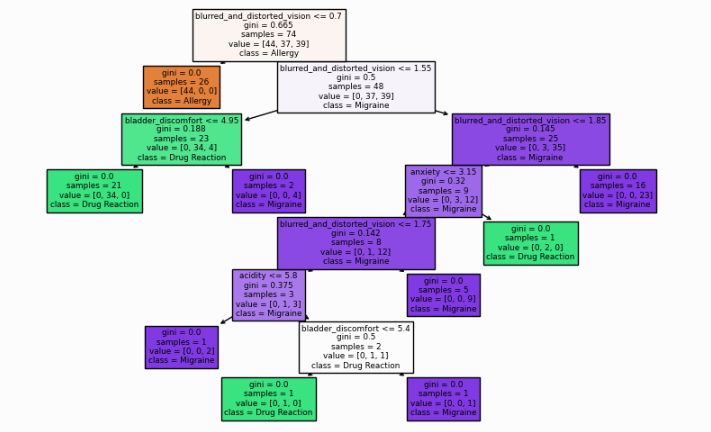 blurred_and_distorted_vision <= 0.7
gini = 0.665
samples = 74
value = [44, 37, 39]
class = Allergy
gini = 0.0
samples = 26
value = [44, 0, 0]
class = Allergy
blurred_and_distorted_vision <= 1.55
gini = 0.5
samples = 48
value = [0, 37, 39]
class = Migraine
bladder_discomfort <= 4.95
gini = 0.188
samples = 23
value = [0, 34, 4]
class = Drug Reaction
blurred_and_distorted_vision <= 1.85
gini = 0.145
samples = 25
value = [0, 3, 35]
class = Migraine
gini = 0.0
samples = 21
value = [0, 34, 0]
class = Drug Reaction
gini = 0.0
samples = 2
value = [0, 0, 4]
class = Migraine
anxiety <= 3.15
gini = 0.32
samples = 9
value = [0, 3, 12]
class = Migraine
gini = 0.0
samples = 16
value = [0, 0, 23]
class = Migraine
blurred_and_distorted_vision <= 1.75
gini = 0.142
samples = 8
value = [0, 1, 12]
class = Migraine
gini = 0.0
samples = 1
value = [0, 2, 0]
class = Drug Reaction
acidity <= 5.8
gini = 0.375
samples = 3
value = [0, 1, 3]
class = Migraine
gini = 0.0
samples = 5
value = [0, 0, 9]
class = Migraine
gini = 0.0
samples = 1
value = [0, 0, 2]
class = Migraine
bladder_discomfort <= 5.4
gini = 0.5
samples = 2
value = [0, 1, 1]
class = Drug Reaction
gini = 0.0
samples = 1
value = [0, 1, 0]
class = Drug Reaction
gini = 0.0
samples = 1
value = [0, 0, 1]
class = Migraine